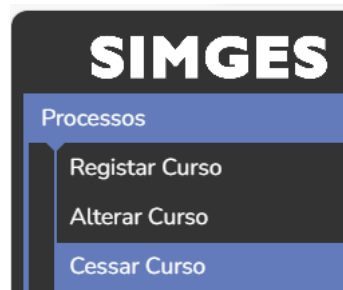 SIMGES
Processos
Registar Curso
Alterar Curso
Cessar Curso